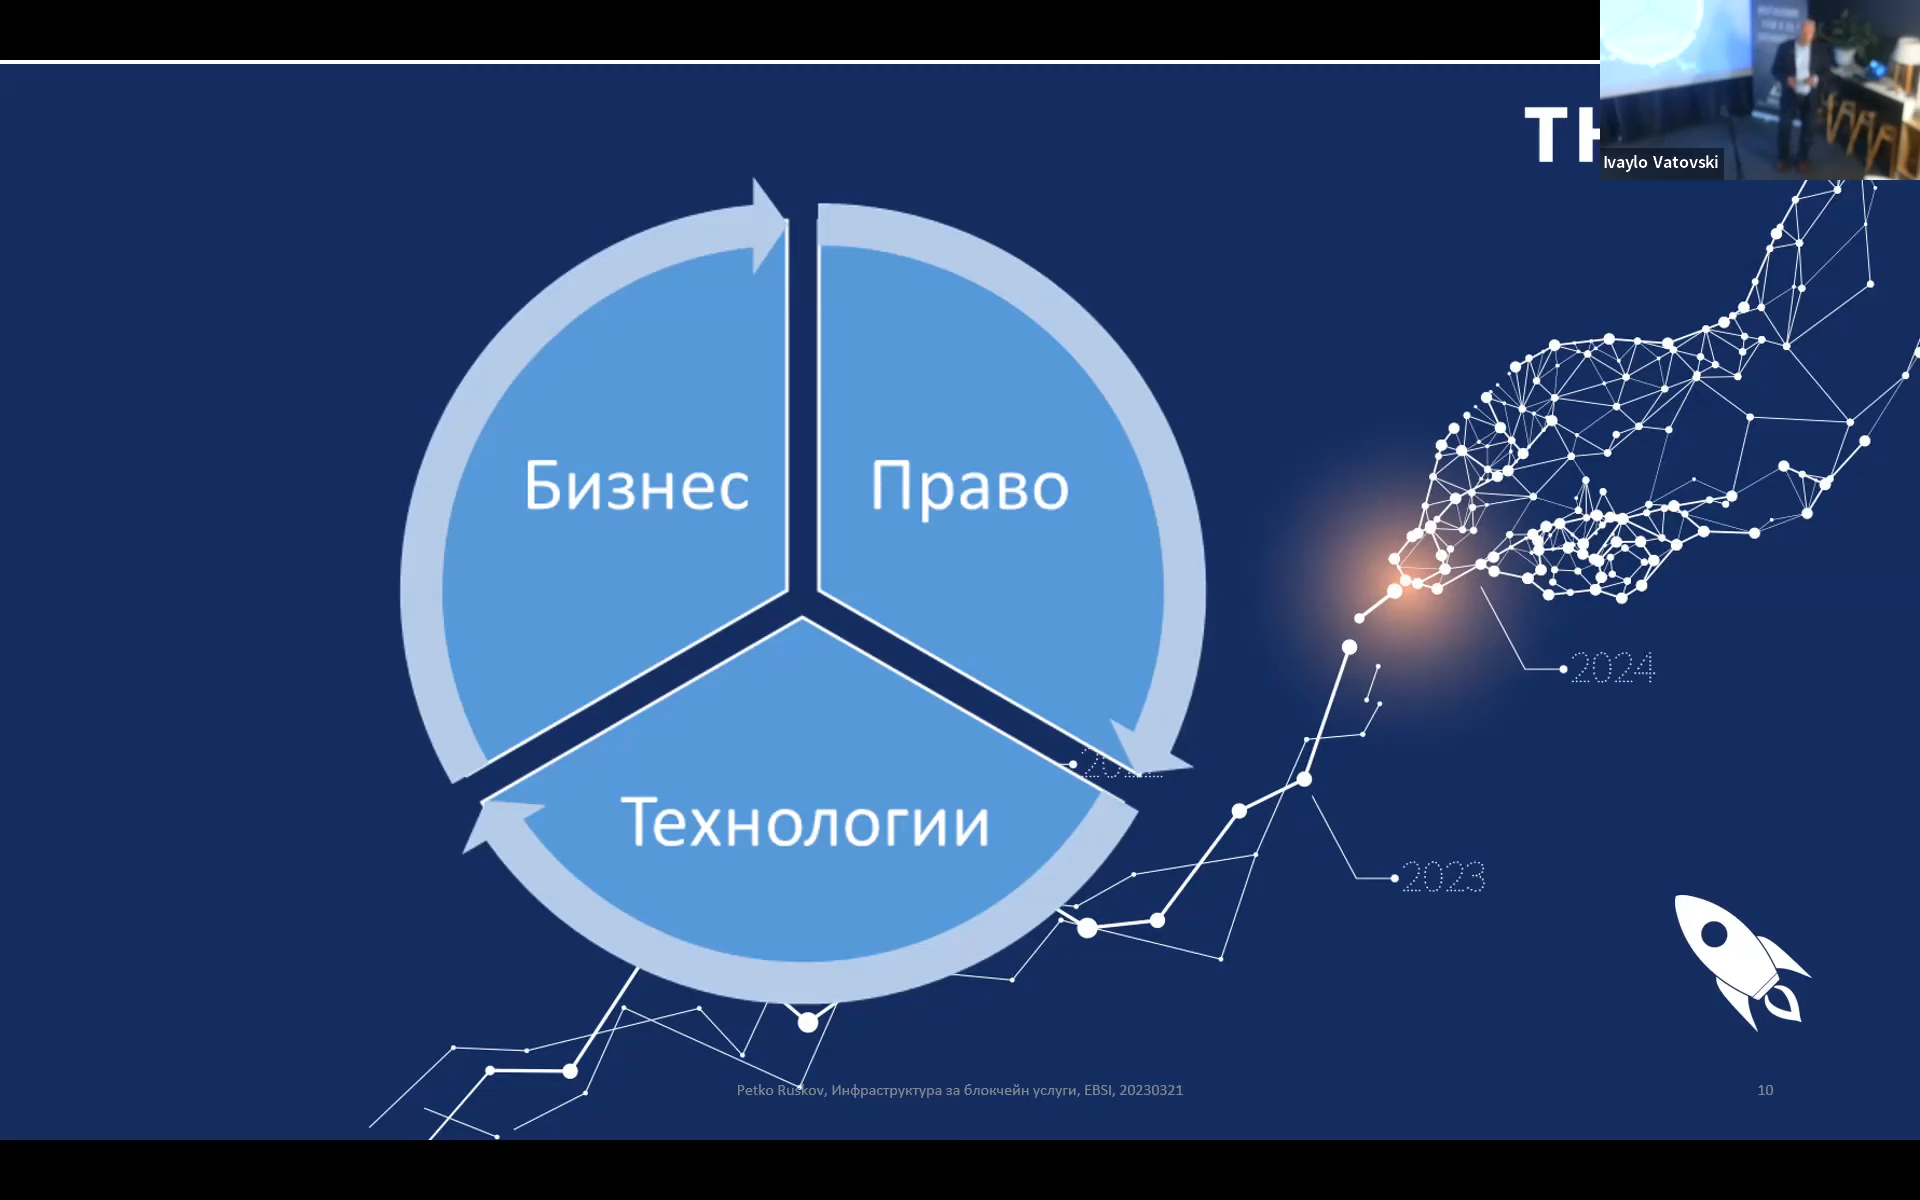 TH
Ivaylo Vatovski
Бизнес
Право
Технологии
2024
2023
Petko Ruskov, Инфраструктура за блокчейн услуги, EBSI, 20230321
10